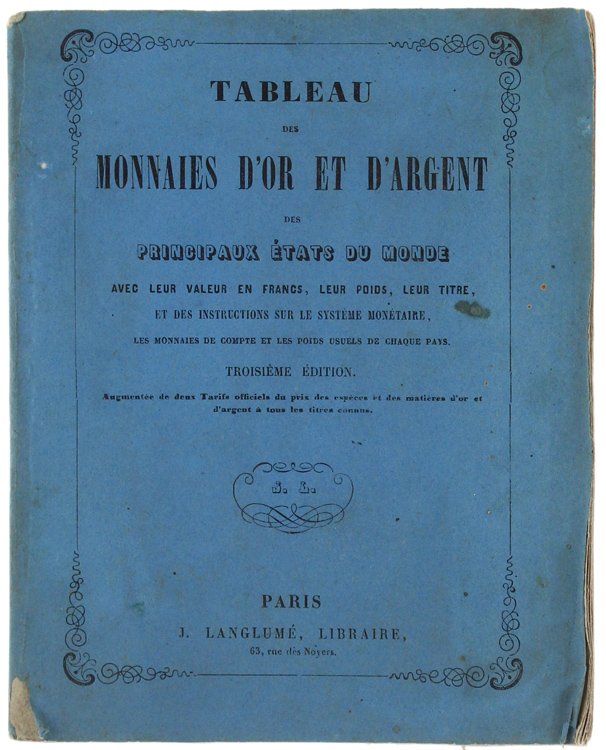 TABLEAU
DES
MONNAIES D'OR ET D'ARGENT
DES
PRINCIPAUX ÉTATS DU MONDE
AVEC LEUR VALEUR EN FRANCS, LEUR POIDS, LEUR TITRE,
ET DES INSTRUCTIONS SUR LE SYSTÈME MONÉTAIRE,
LES MONNAIES DE COMPTE ET LES POIDS USUELS DE CHAQUE PAYS.
TROISIÈME ÉDITION.
Augmentée de deux Tarifs officiels du prix des espèces et des matières d'or et
d'argent à tous les titres connus.
J. L.
PARIS
J. LANGLUMÉ, LIBRAIRE,
63, rue des Noyers.